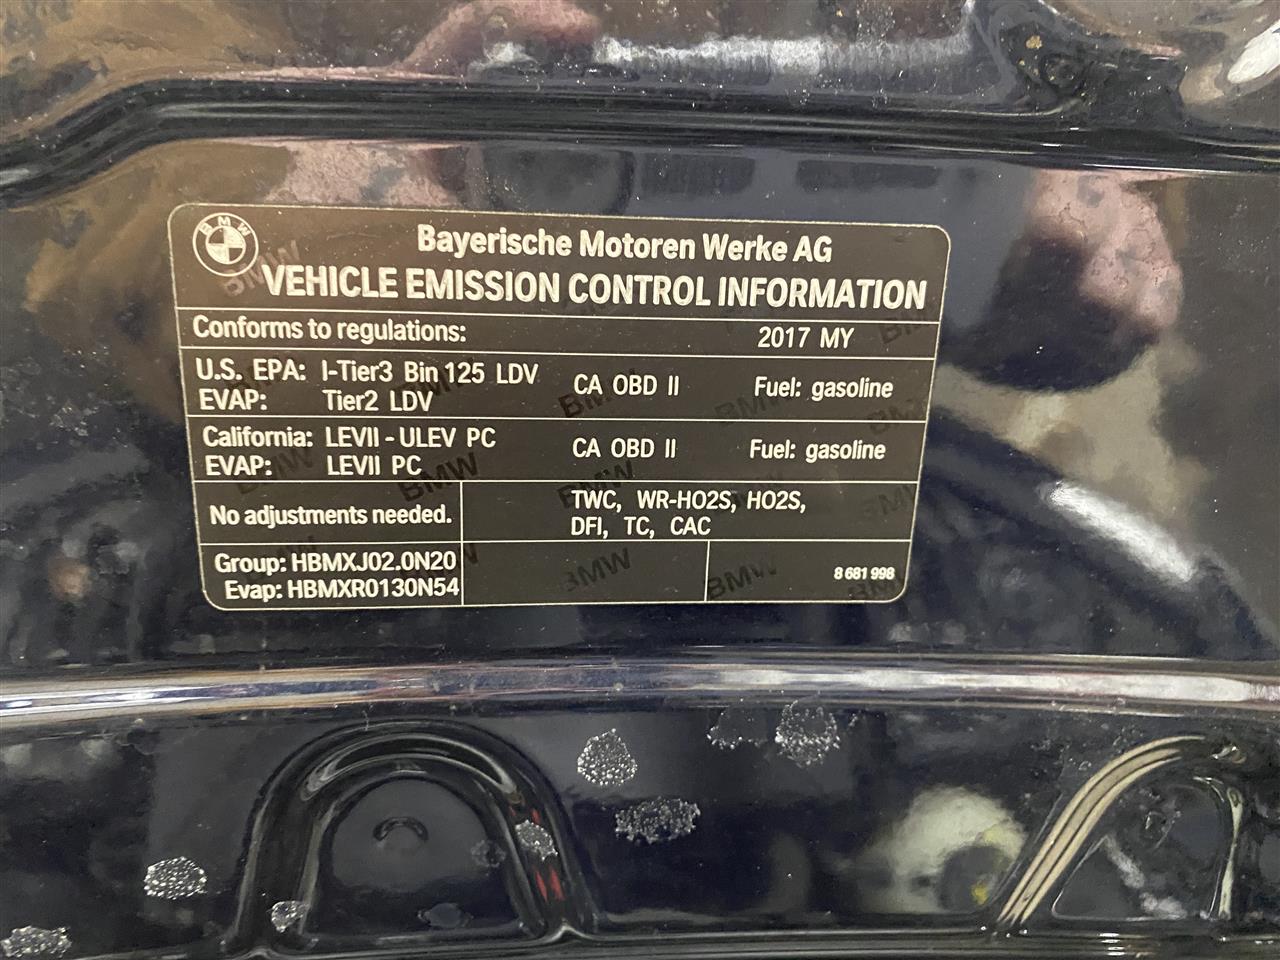 BMW
Bayerische Motoren Werke AG
VEHICLE EMISSION CONTROL INFORMATION
Conforms to regulations: 2017 MY
U.S. EPA: I-Tier3 Bin 125 LDV CA OBD II Fuel: gasoline
EVAP: Tier2 LDV
California: LEVII - ULEV PC CA OBD II Fuel: gasoline
EVAP: LEVII PC
No adjustments needed.
TWC, WR-HO2S, HO2S,
DFI, TC, CAC
Group: HBMXJ02.0N20
Evap: HBMXR0130N54
8 681 998